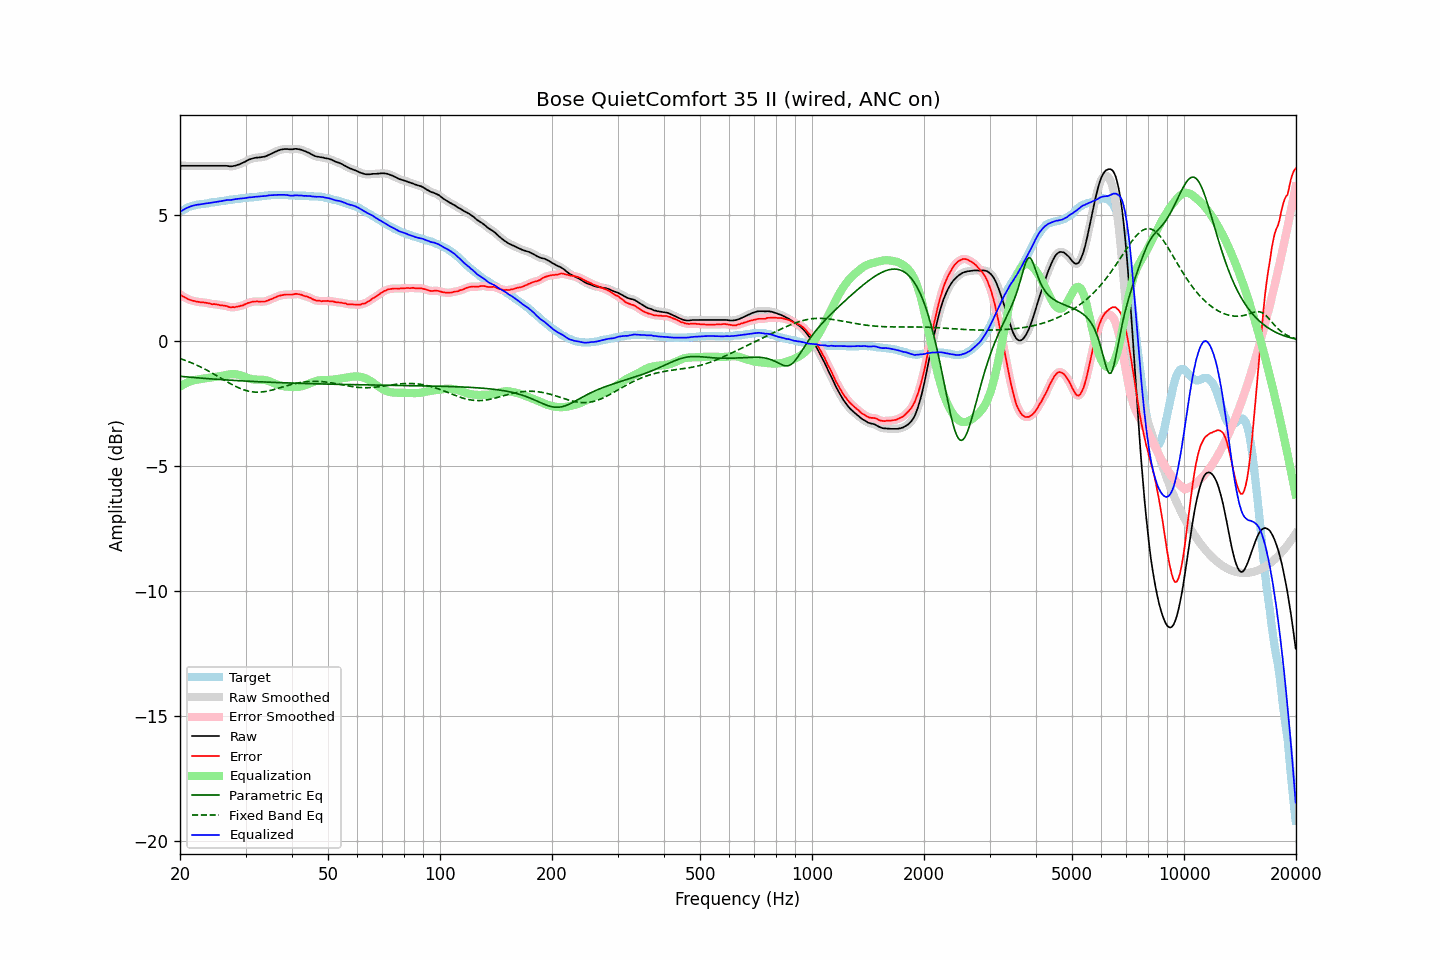 Bose QuietComfort 35 II (wired, ANC on)
Amplitude (dBr)
5
0
−5
−10
−15
−20
Target
Raw Smoothed
Error Smoothed
Raw
Error
Equalization
Parametric Eq
Fixed Band Eq
Equalized
20
50
100
200
500
1000
2000
5000
10000
20000
Frequency (Hz)